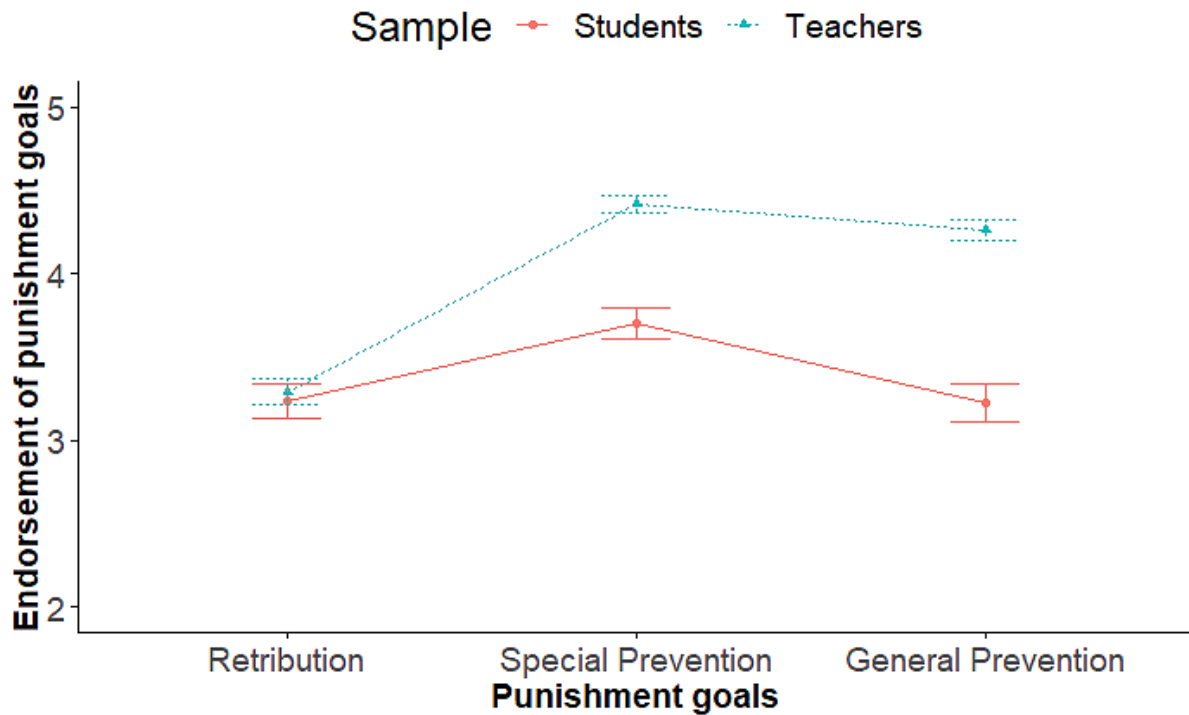 Sample Students Teachers
Endorsement of punishment goals
5
4
3
2
Retribution Special Prevention General Prevention
Punishment goals